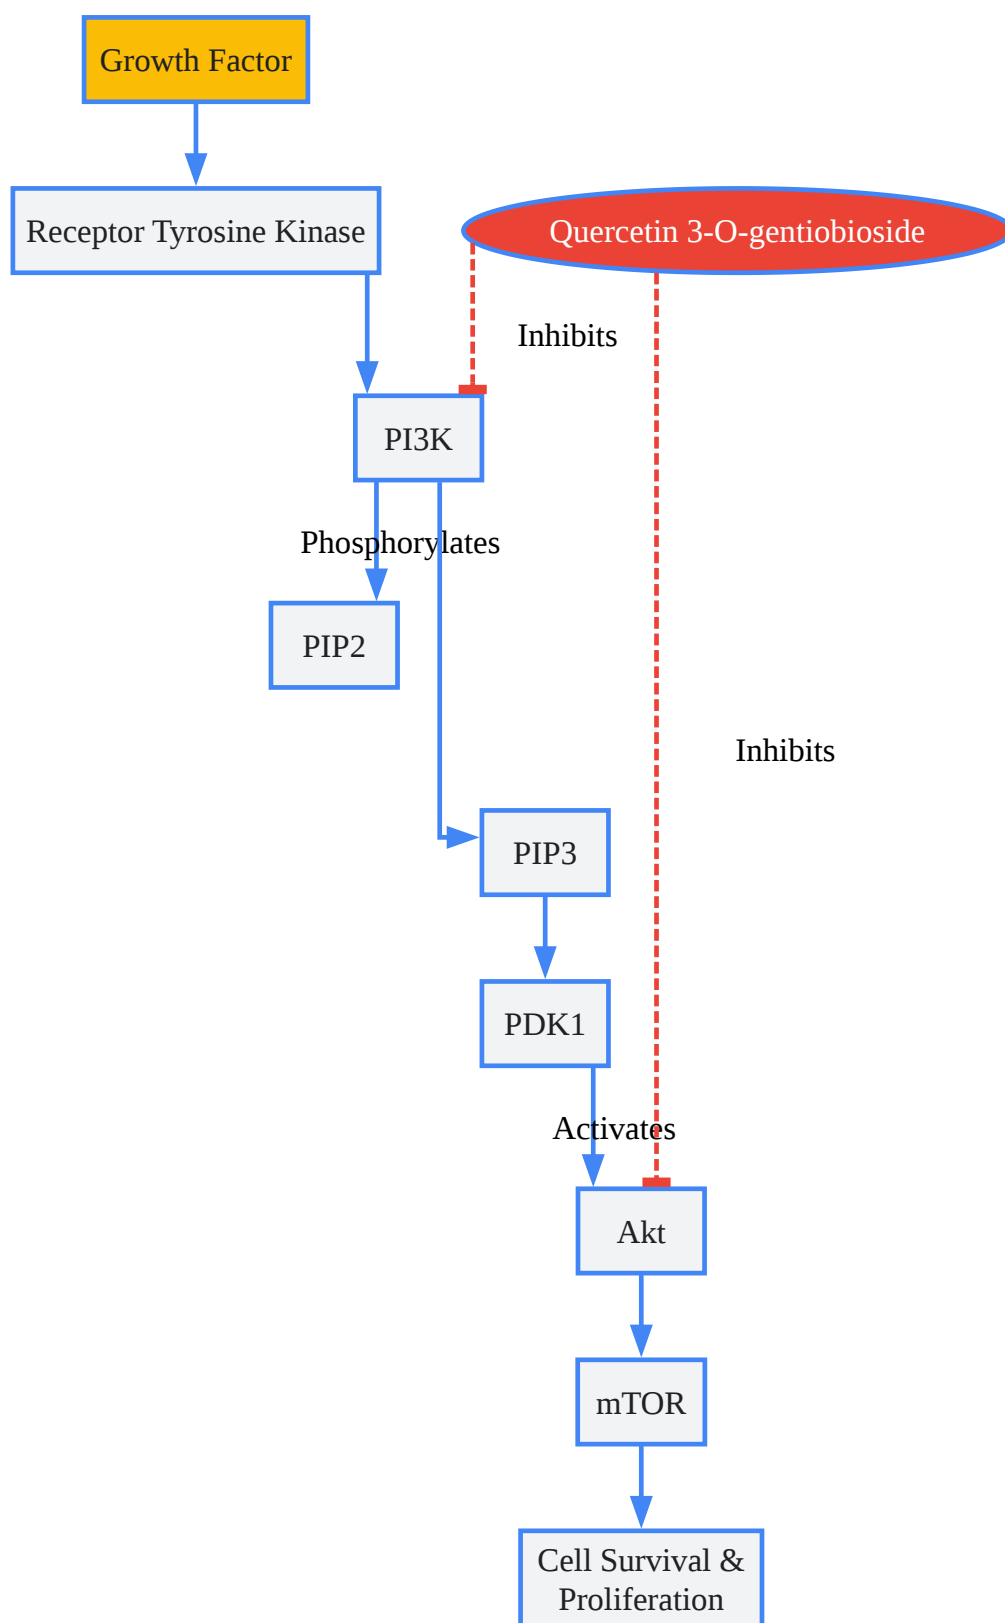 Growth Factor
Receptor Tyrosine Kinase
Quercetin 3-O-gentiobioside
Inhibits
PI3K
Phosphorylates
PIP2
Inhibits
PIP3
PDK1
Activates
Akt
mTOR
Cell Survival &
Proliferation